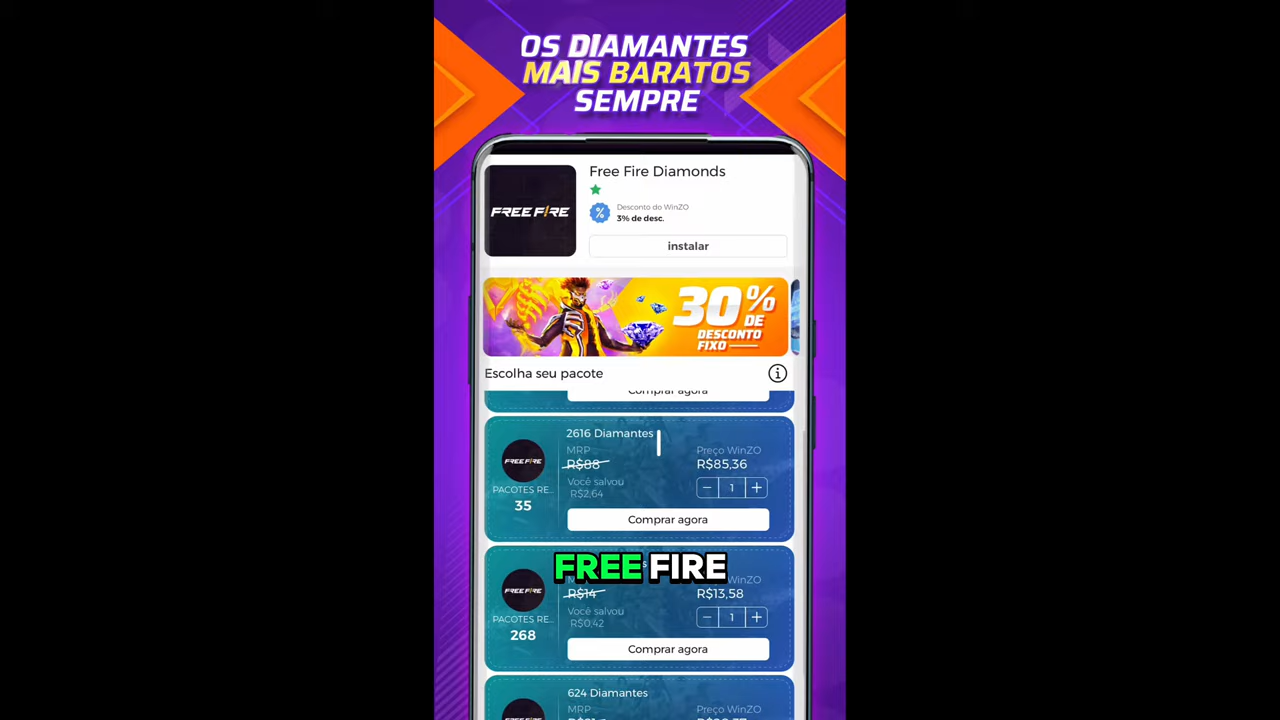 OS DIAMANTES
MAIS BARATOS
SEMPRE
FREE FIRE
Free Fire Diamonds
Desconto do WinZO
3% de desc.
instalar
30%
DE
DESCONTO
FIXO
Escolha seu pacote
Comprar agora
FREE FIRE
PACOTES RE...
35
2616 Diamantes
MRP
R$88
Você salvou
R$2,64
Preço WinZO
R$85,36
1
Comprar agora
FREE FIRE
FREE FIRE
PACOTES RE...
268
R$14
Você salvou
R$0,42
WinZO
R$13,58
1
Comprar agora
624 Diamantes
MRP
Preço WinZO